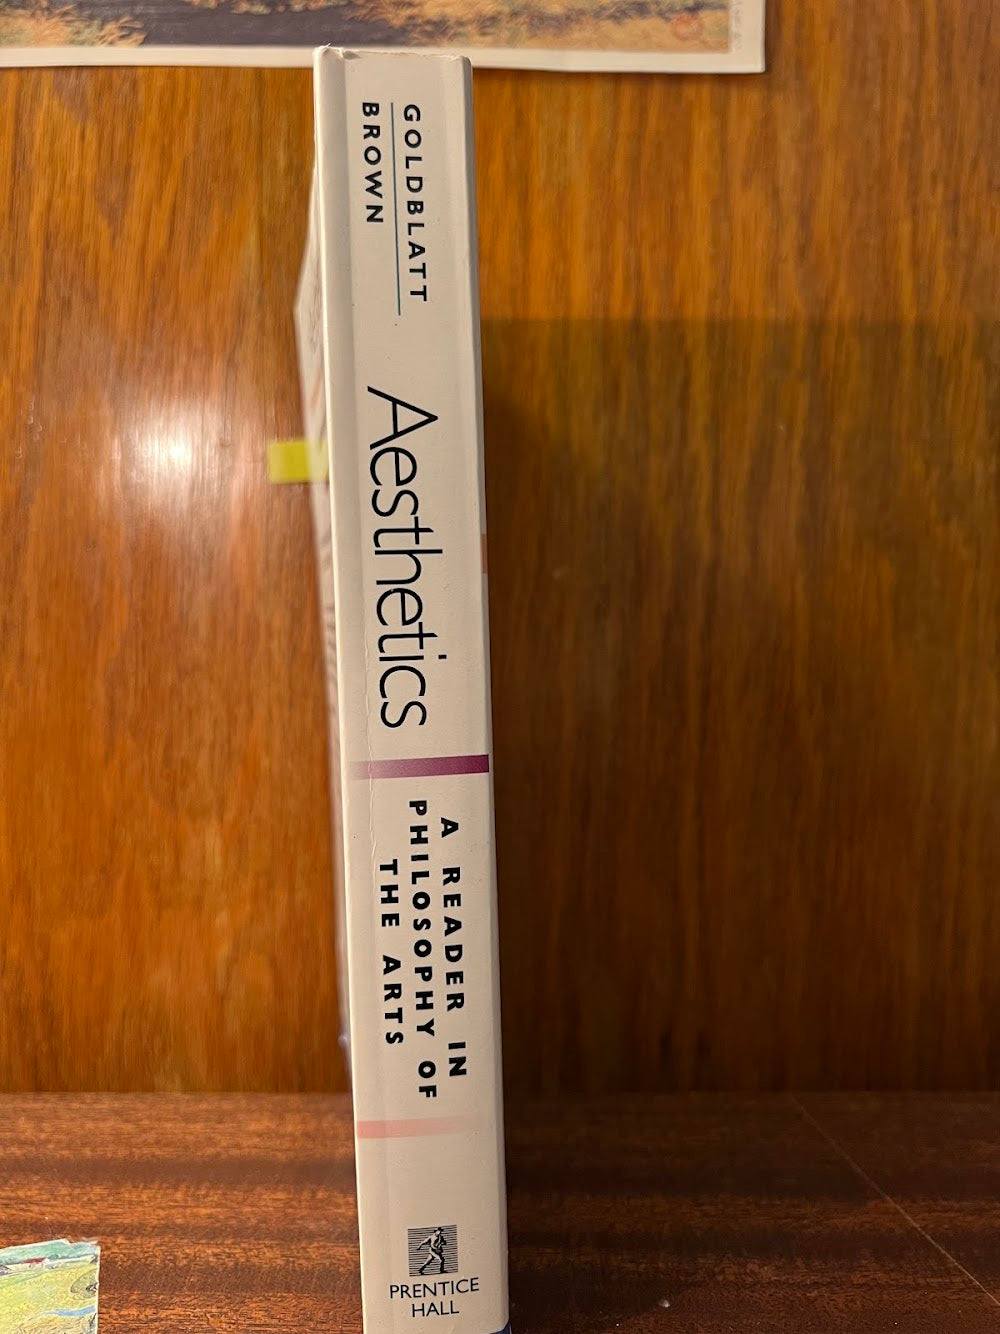 GOLDBLATT
BROWN
Aesthetics
A READER IN
PHILOSOPHY OF
THE ARTS
PRENTICE
HALL